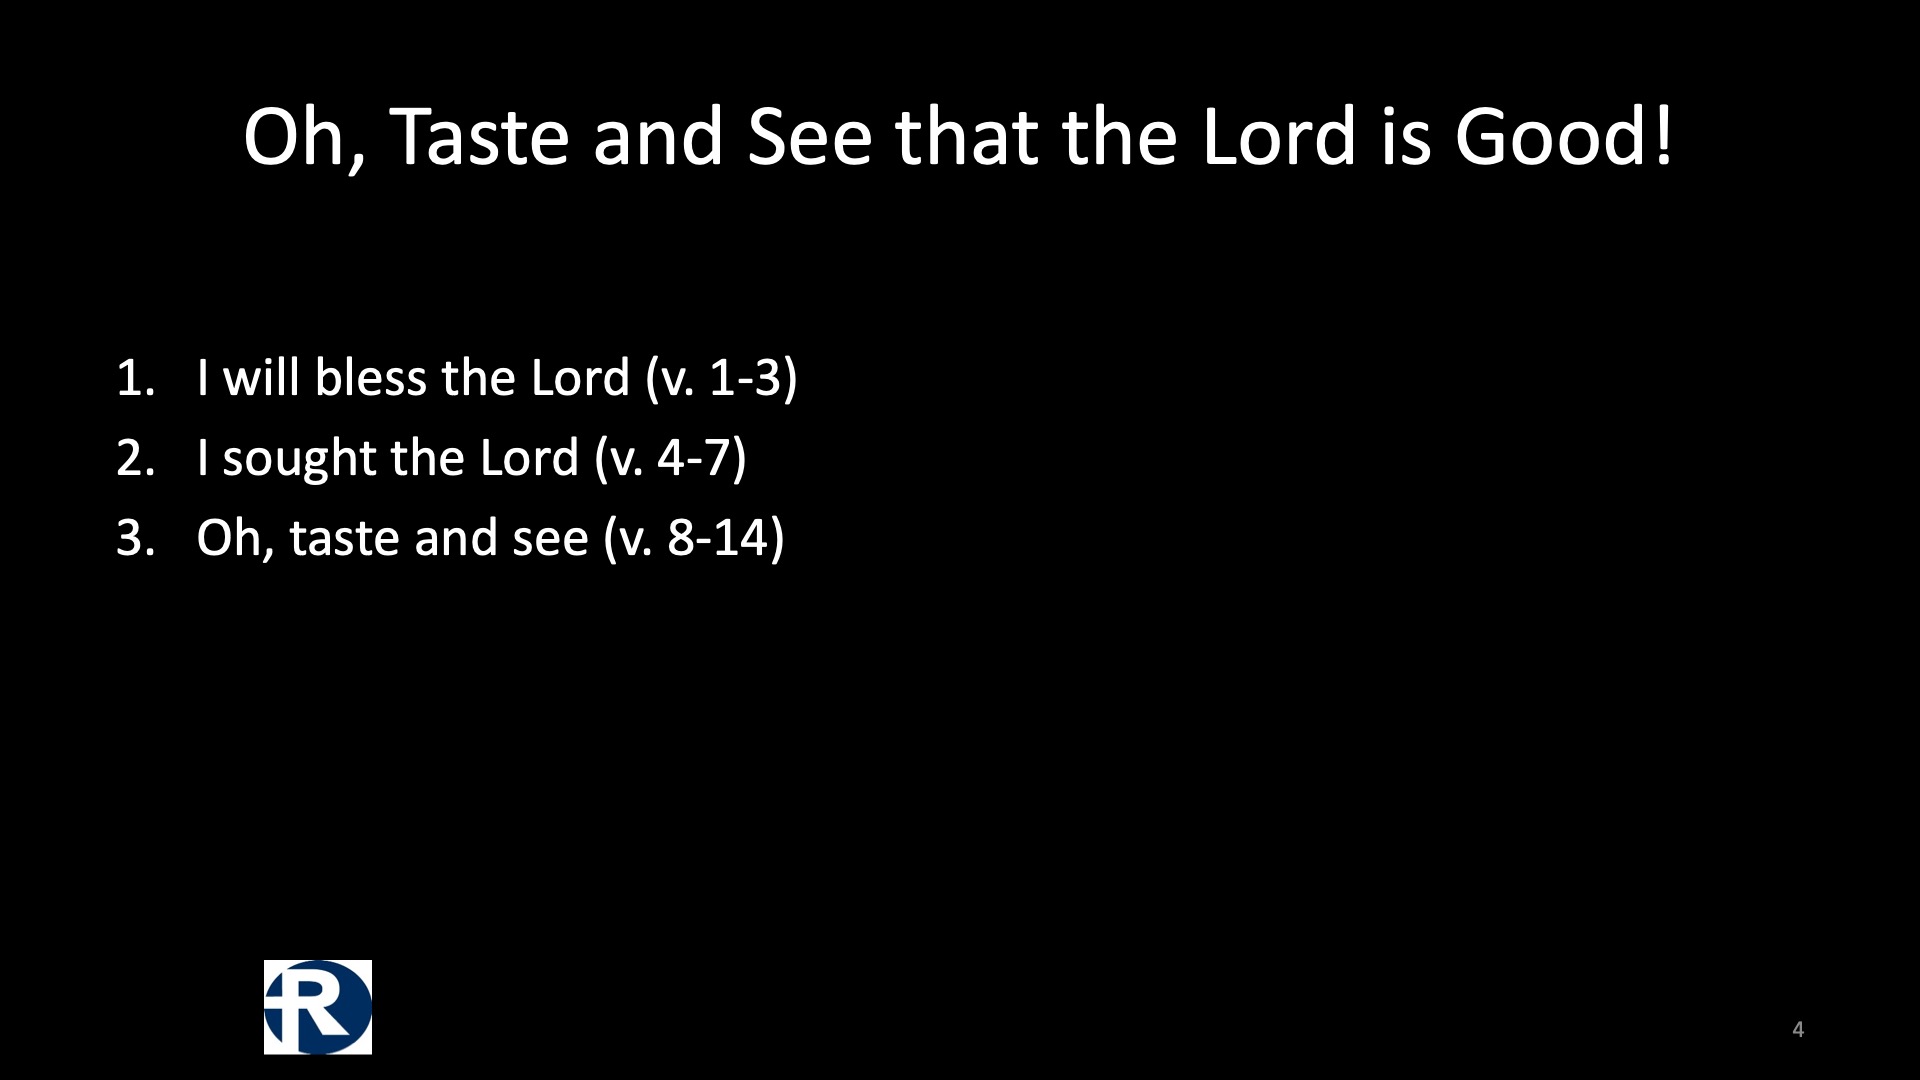 Oh, Taste and See that the Lord is Good!
1. I will bless the Lord (v. 1-3)
2. I sought the Lord (v. 4-7)
3. Oh, taste and see (v. 8-14)
R
4